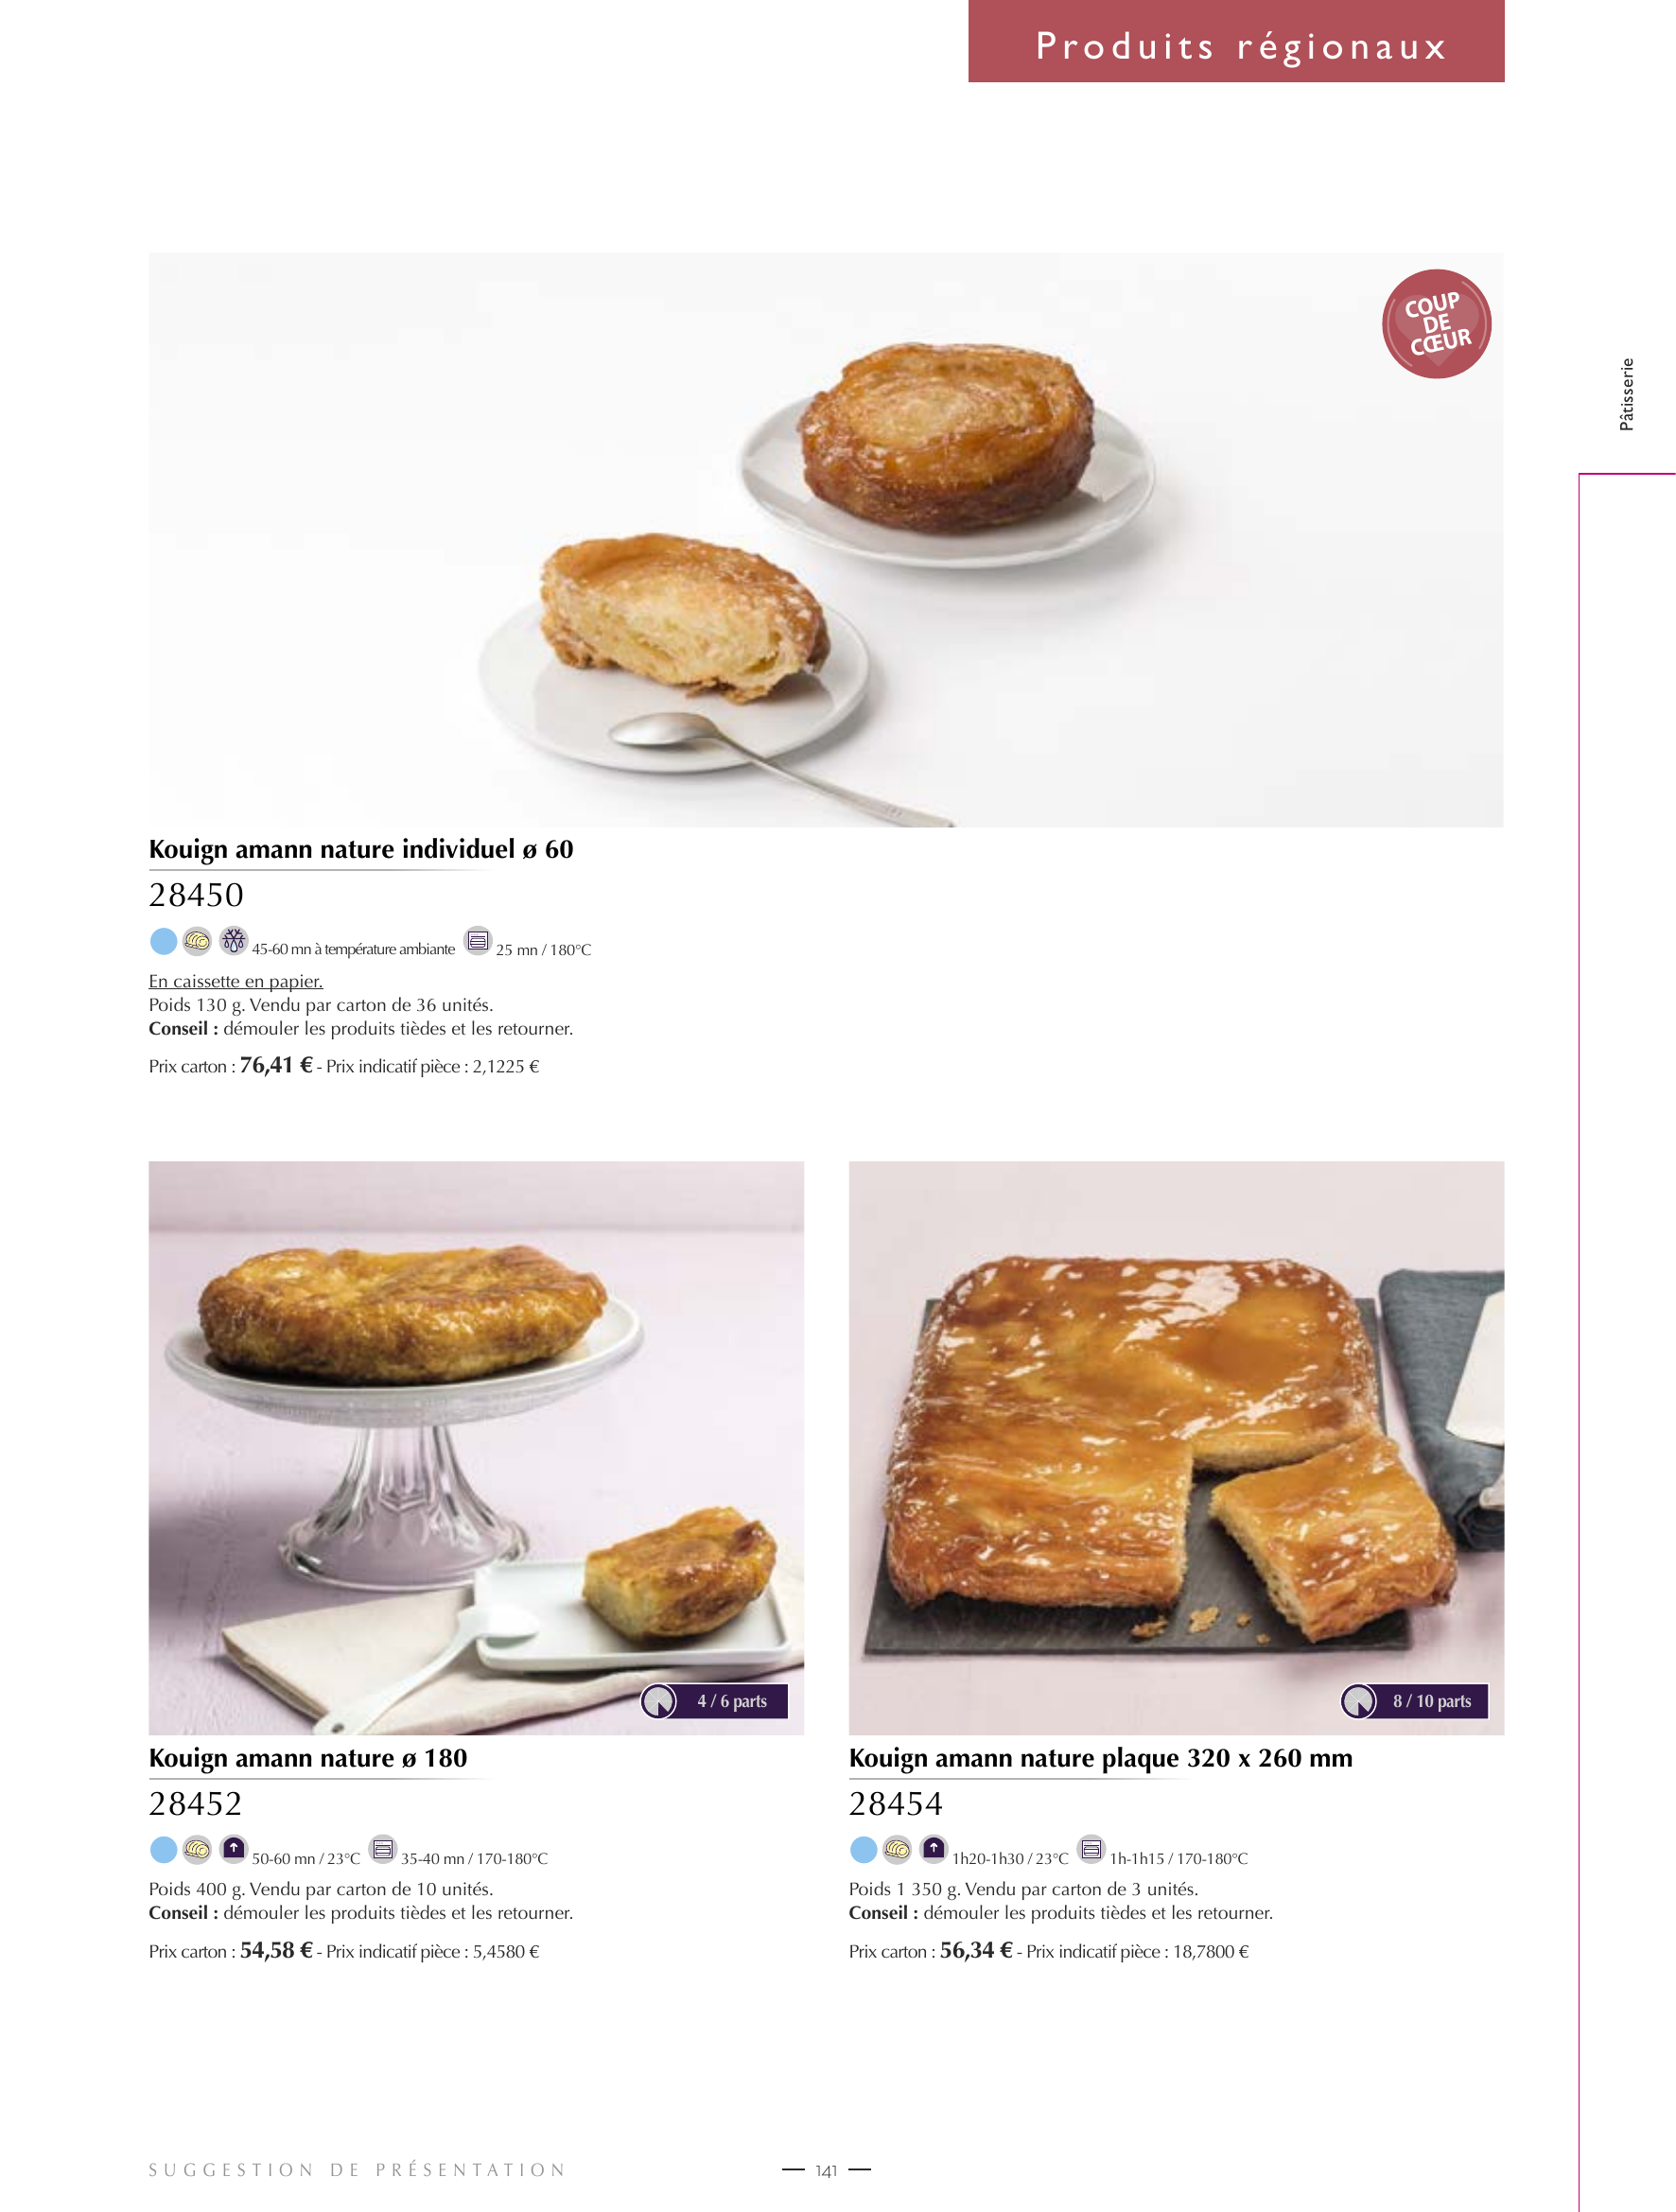 Produits régionaux
COUP
DE
CŒUR
Pâtisserie
Kouign amann nature individuel ø 60
28450
45-60 mn à température ambiante 25 mn / 180°C
En caissette en papier.
Poids 130 g. Vendu par carton de 36 unités.
Conseil : démouler les produits tièdes et les retourner.
Prix carton : 76,41 € - Prix indicatif pièce : 2,1225 €
4 / 6 parts
Kouign amann nature ø 180
28452
50-60 mn / 23°C 35-40 mn / 170-180°C
Poids 400 g. Vendu par carton de 10 unités.
Conseil : démouler les produits tièdes et les retourner.
Prix carton : 54,58 € - Prix indicatif pièce : 5,4580 €
8 / 10 parts
Kouign amann nature plaque 320 x 260 mm
28454
1h20-1h30 / 23°C 1h-1h15 / 170-180°C
Poids 1 350 g. Vendu par carton de 3 unités.
Conseil : démouler les produits tièdes et les retourner.
Prix carton : 56,34 € - Prix indicatif pièce : 18,7800 €
SUGGESTION DE PRÉSENTATION
— 141 —